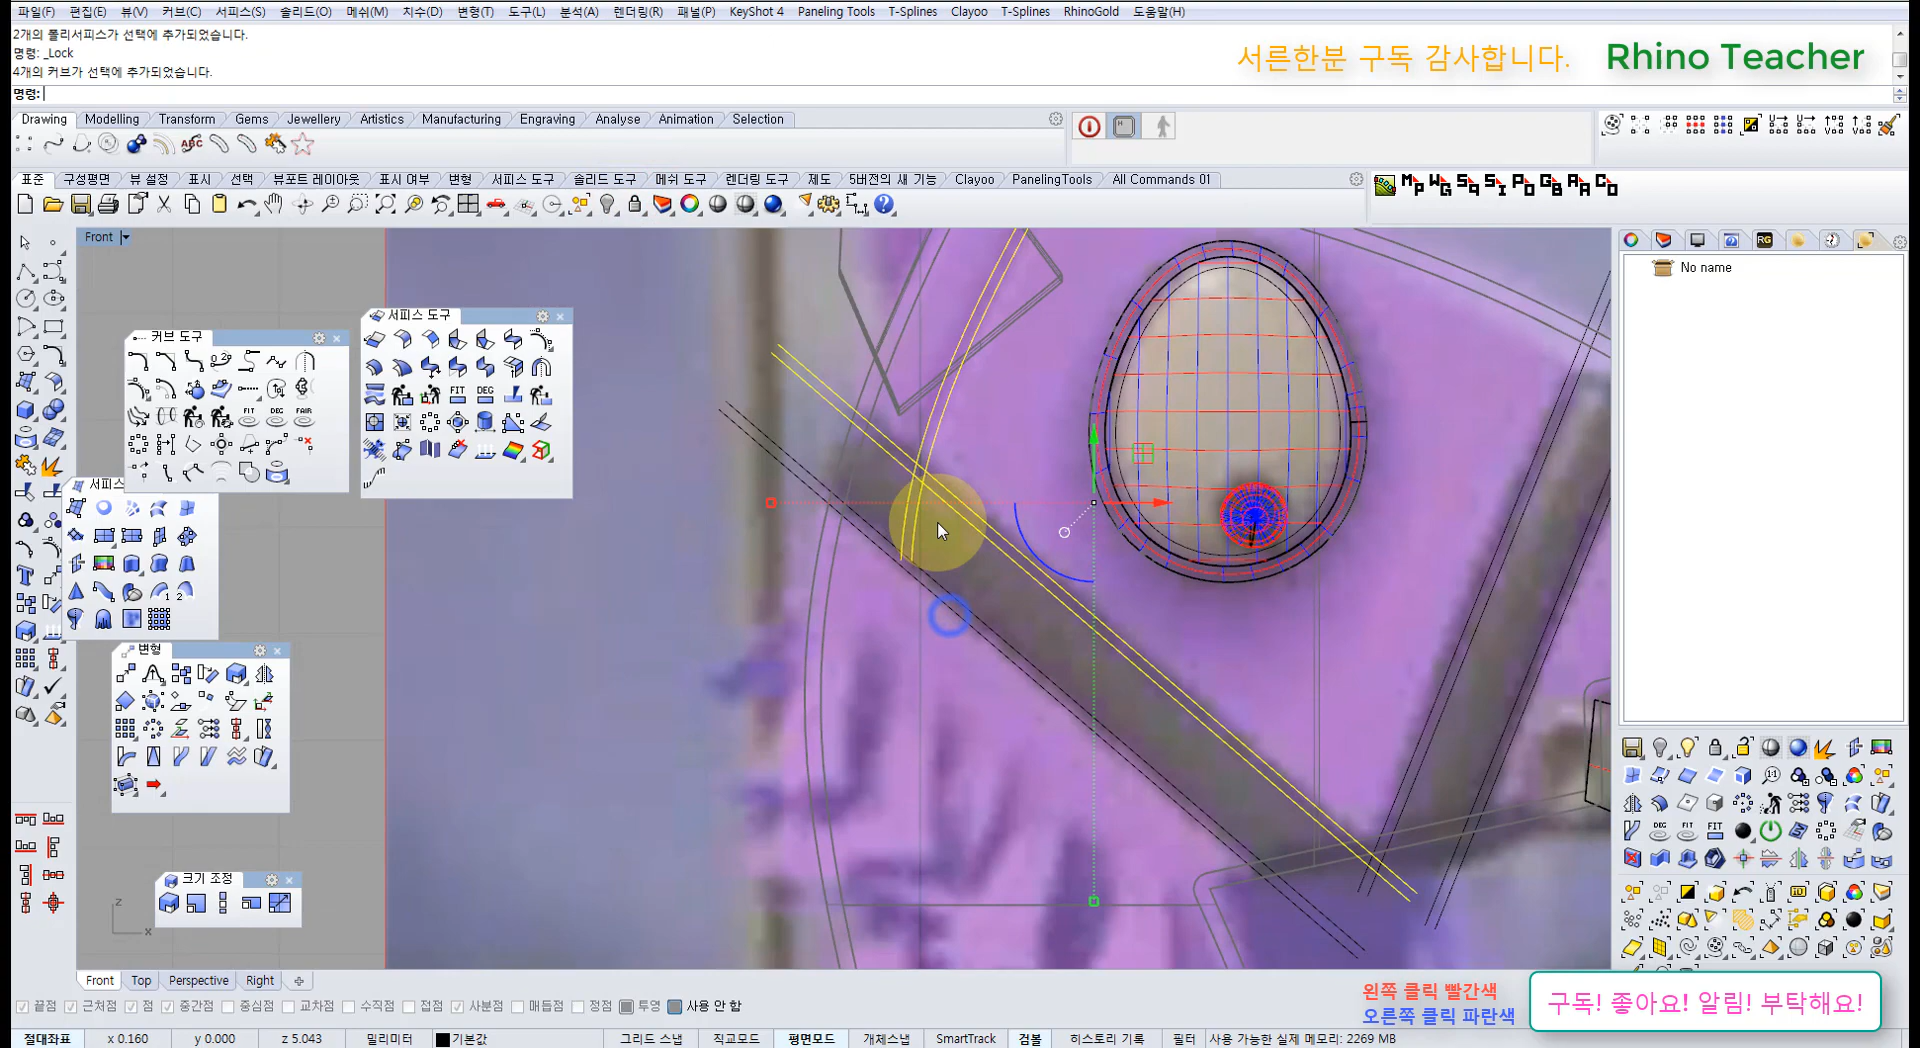 파일(F) 편집(E) 뷰(V) 커브(C) 서피스(S) 솔리드(O) 메쉬(M) 치수(D) 변형(T) 도구(L) 분석(A) 렌더링(R) 패널(P) KeyShot 4 Paneling Tools T-Splines Clayoo T-Splines RhinoGold 도움말(H)
2개의 폴리서피스가 선택에 추가되었습니다.
명령: _Lock
4개의 커브가 선택에 추가되었습니다.
명령:
서른한분 구독 감사합니다. Rhino Teacher
Drawing Modelling Transform Gems Jewellery Artistics Manufacturing Engraving Analyse Animation Selection
ABC
표준 구성평면 뷰 설정 표시 선택 뷰포트 레이아웃 표시 여부 변형 서피스 도구 솔리드 도구 메쉬 도구 렌더링 도구 제도 5버전의 새 기능 Clayoo PanelingTools All Commands 01
Front
RG
No name
커브 도구
서피스 도구
FIT DEG
FIT DEG FAIR
서피스
변형
크기 조정
DEG FIT FIT
z
x
Front Top Perspective Right
끝점 근처점 점 중간점 중심점 교차점 수직점 접점 사분점 매듭점 정점 투영 사용 안 함
왼쪽 클릭 빨간색
오른쪽 클릭 파란색
구독! 좋아요! 알림! 부탁해요!
절대좌표 x 0.160 y 0.000 z 5.043 밀리미터 기본값 그리드 스냅 직교모드 평면모드 개체스냅 SmartTrack 검볼 히스토리 기록 필터 사용 가능한 실제 메모리: 2269 MB